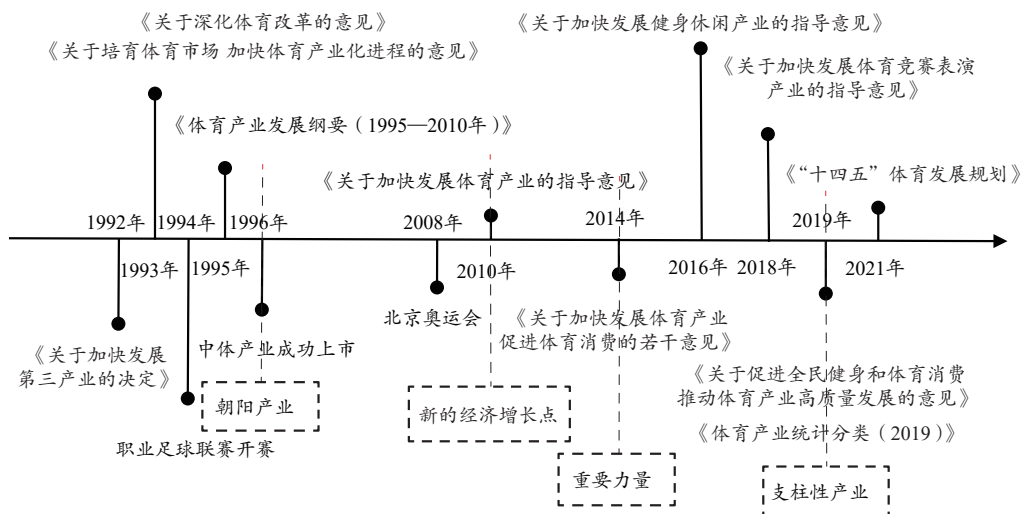 《关于深化体育改革的意见》
《关于培育体育市场 加快体育产业化进程的意见》
《关于加快发展健身休闲产业的指导意见》
《关于加快发展体育竞赛表演
产业的指导意见》
《体育产业发展纲要（1995—2010年）》
《关于加快发展体育产业的指导意见》
《“十四五”体育发展规划》
1992年
1994年
1996年
2008年
2014年
2019年
1993年
1995年
2010年
2016年
2018年
2021年
《关于加快发展
第三产业的决定》
中体产业成功上市
北京奥运会
《关于加快发展体育产业
促进体育消费的若干意见》
《关于促进全民健身和体育消费
推动体育产业高质量发展的意见》
《体育产业统计分类（2019）》
职业足球联赛开赛
朝阳产业
新的经济增长点
重要力量
支柱性产业